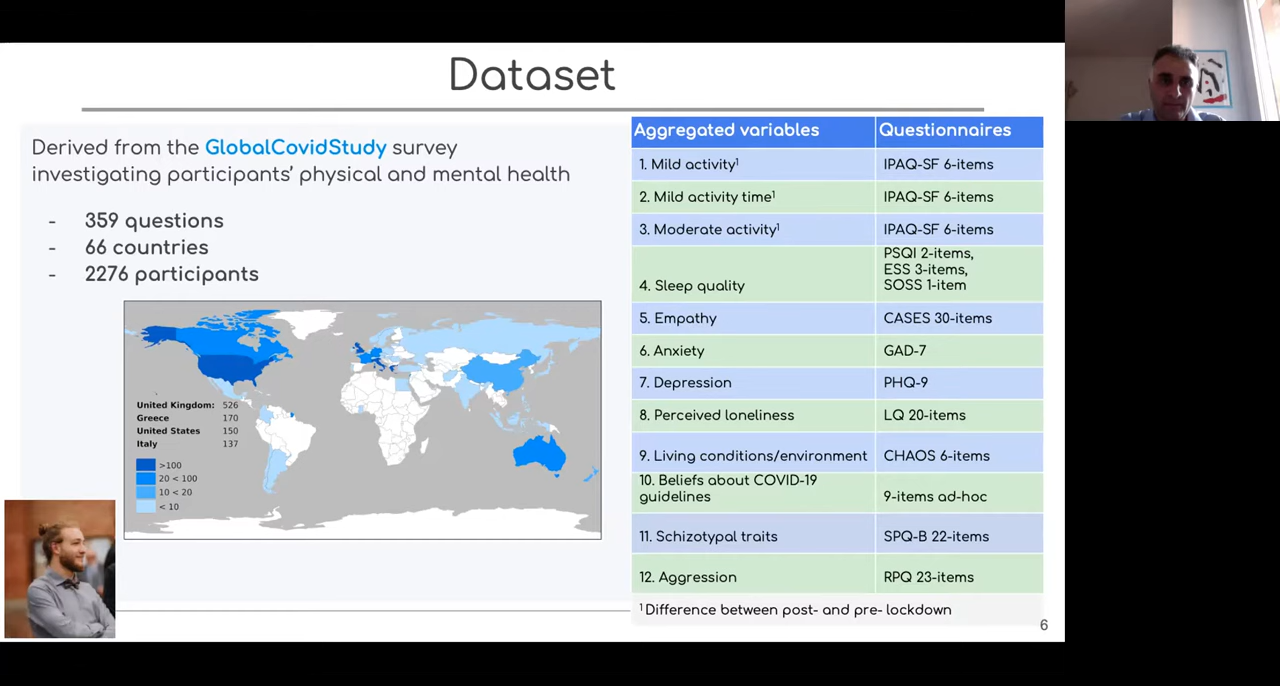 Dataset
Derived from the GlobalCovidStudy survey
investigating participants' physical and mental health
- 359 questions
- 66 countries
- 2276 participants
United Kingdom: 526
Greece 170
United States 150
Italy 137
>100
20 < 100
10 < 20
< 10
Aggregated variables Questionnaires
1. Mild activity¹ IPAQ-SF 6-items
2. Mild activity time¹ IPAQ-SF 6-items
3. Moderate activity¹ IPAQ-SF 6-items
4. Sleep quality PSQI 2-items,
ESS 3-items,
SOSS 1-item
5. Empathy CASES 30-items
6. Anxiety GAD-7
7. Depression PHQ-9
8. Perceived loneliness LQ 20-items
9. Living conditions/environment CHAOS 6-items
10. Beliefs about COVID-19
guidelines 9-items ad-hoc
11. Schizotypal traits SPQ-B 22-items
12. Aggression RPQ 23-items
¹ Difference between post- and pre- lockdown
6